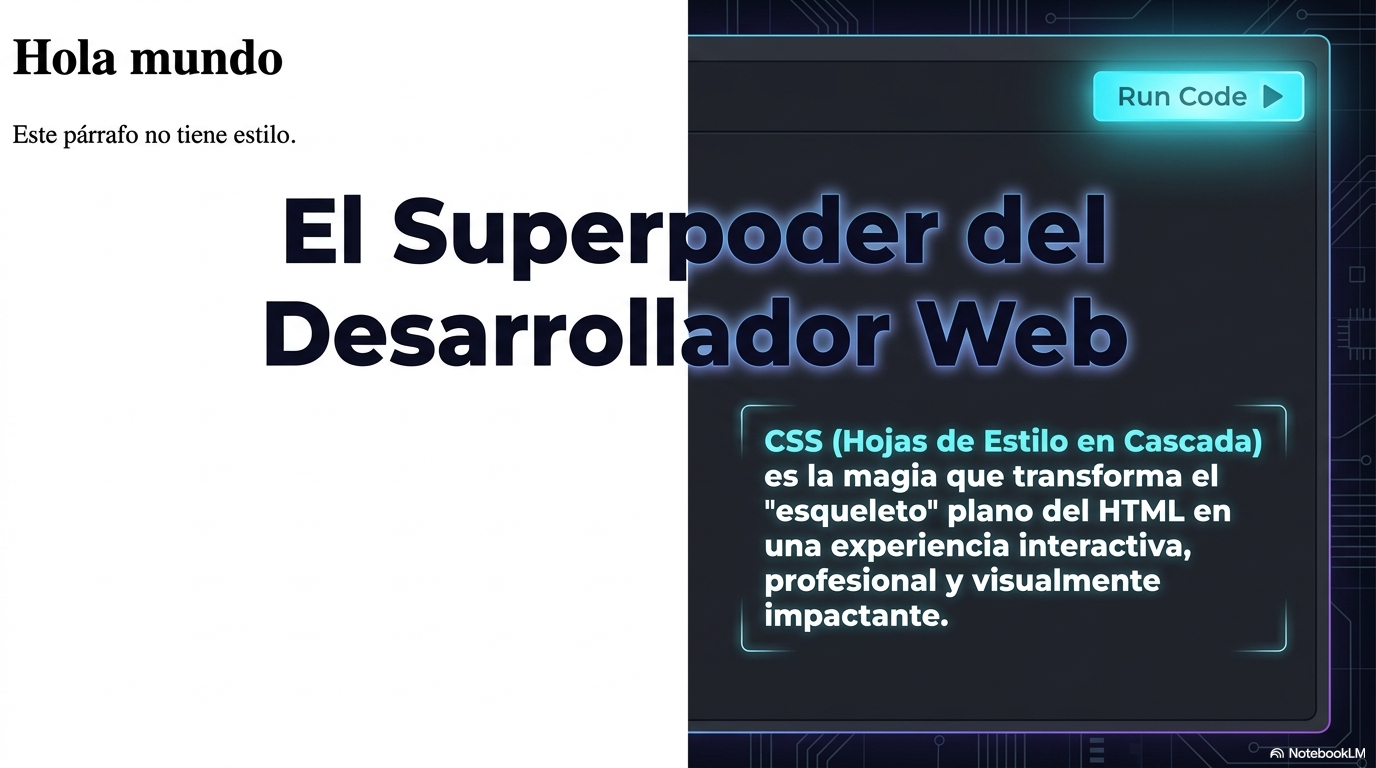 Hola mundo
Este párrafo no tiene estilo.
Run Code
El Superpoder del
Desarrollador Web
CSS (Hojas de Estilo en Cascada)
es la magia que transforma el
"esqueleto" plano del HTML en
una experiencia interactiva,
profesional y visualmente
impactante.
NotebookLM